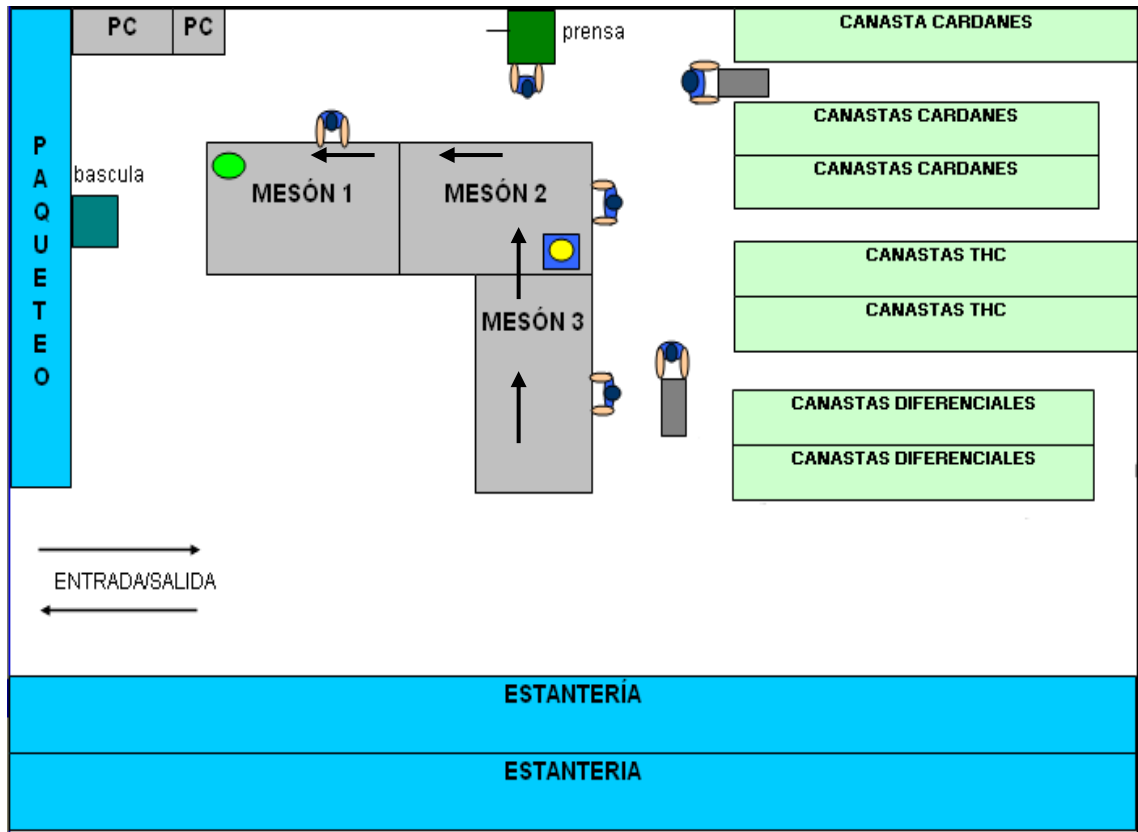 PC
PC
prensa
CANASTA CARDANES
CANASTAS CARDANES
CANASTAS CARDANES
PAQUETEO
bascula
MESÓN 1
MESÓN 2
CANASTAS THC
CANASTAS THC
MESÓN 3
CANASTAS DIFERENCIALES
CANASTAS DIFERENCIALES
ENTRADA/SALIDA
ESTANTERÍA
ESTANTERIA